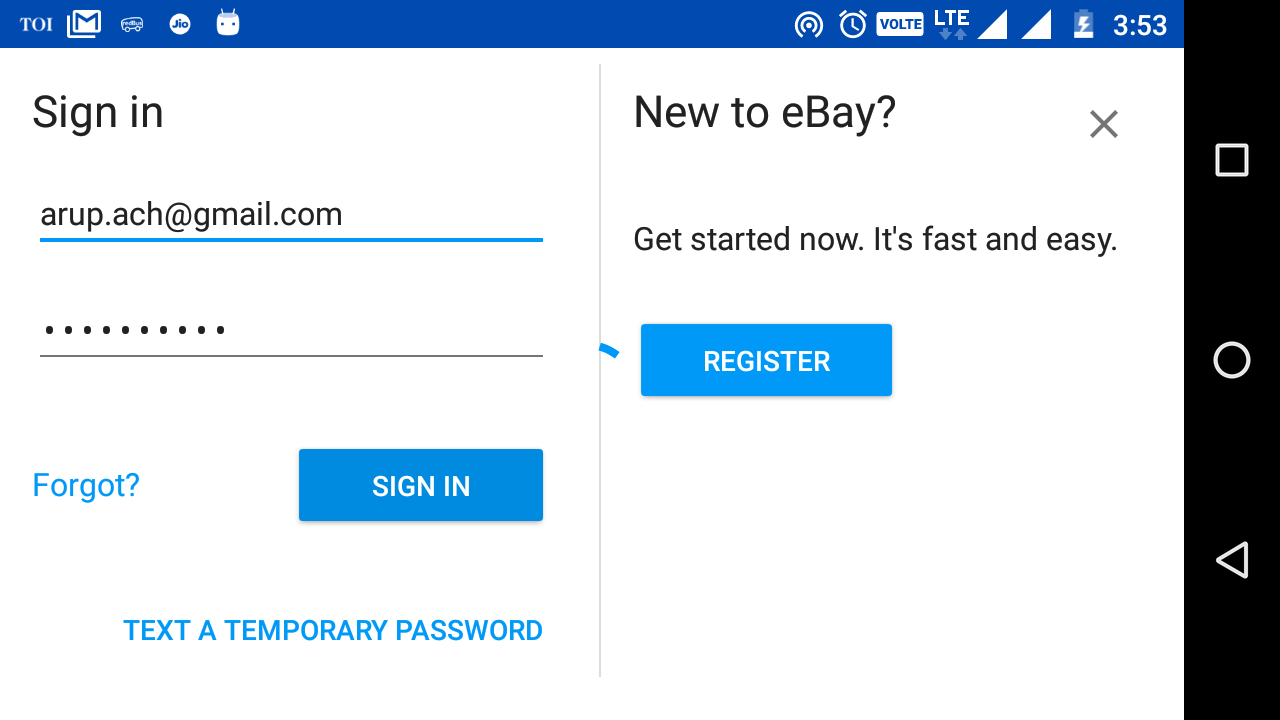 TOI redBus Jio VOLTE LTE 3:53
Sign in
arup.ach@gmail.com
••••••••••
Forgot?
SIGN IN
TEXT A TEMPORARY PASSWORD
New to eBay?
Get started now. It's fast and easy.
REGISTER